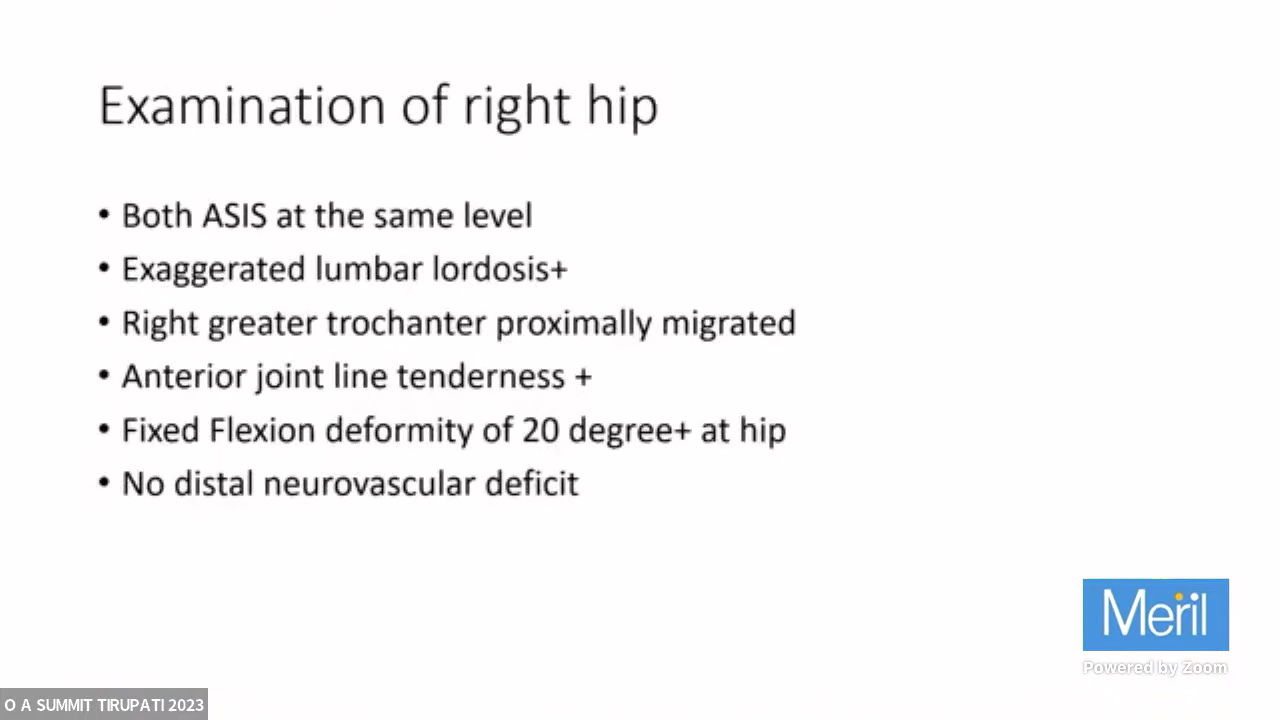 Examination of right hip
• Both ASIS at the same level
• Exaggerated lumbar lordosis+
• Right greater trochanter proximally migrated
• Anterior joint line tenderness +
• Fixed Flexion deformity of 20 degree+ at hip
• No distal neurovascular deficit
Meril
Powered by Zoom
O A SUMMIT TIRUPATI 2023